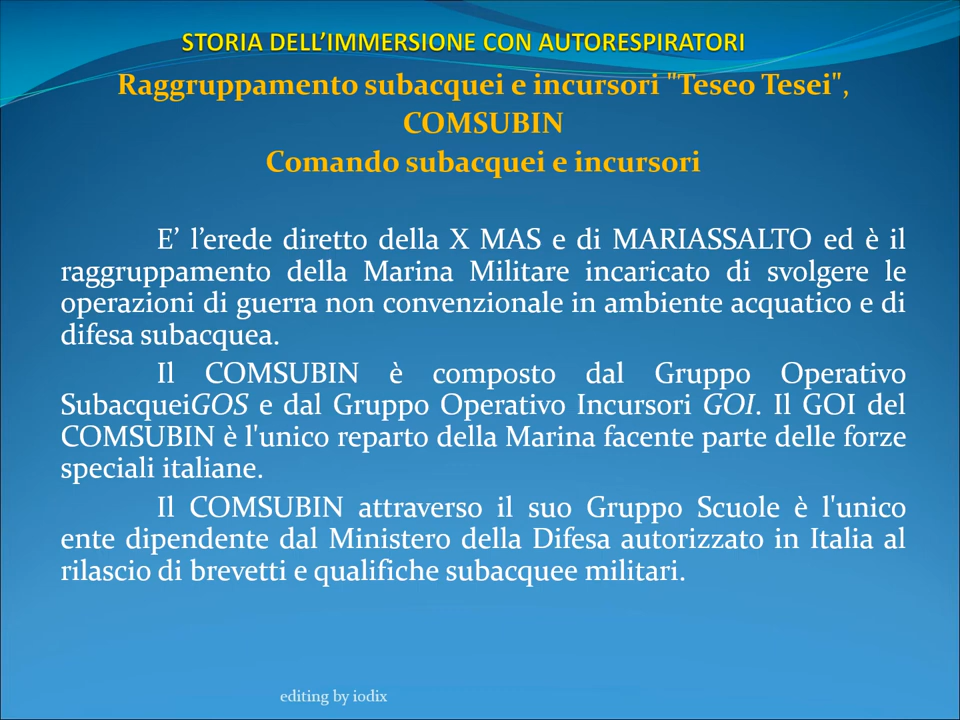 STORIA DELL’IMMERSIONE CON AUTORESPIRATORI
Raggruppamento subacquei e incursori "Teseo Tesei",
COMSUBIN
Comando subacquei e incursori
E’ l’erede diretto della X MAS e di MARIASSALTO ed è il
raggruppamento della Marina Militare incaricato di svolgere le
operazioni di guerra non convenzionale in ambiente acquatico e di
difesa subacquea.
Il COMSUBIN è composto dal Gruppo Operativo
SubacqueiGOS e dal Gruppo Operativo Incursori GOI. Il GOI del
COMSUBIN è l'unico reparto della Marina facente parte delle forze
speciali italiane.
Il COMSUBIN attraverso il suo Gruppo Scuole è l'unico
ente dipendente dal Ministero della Difesa autorizzato in Italia al
rilascio di brevetti e qualifiche subacquee militari.
editing by iodix